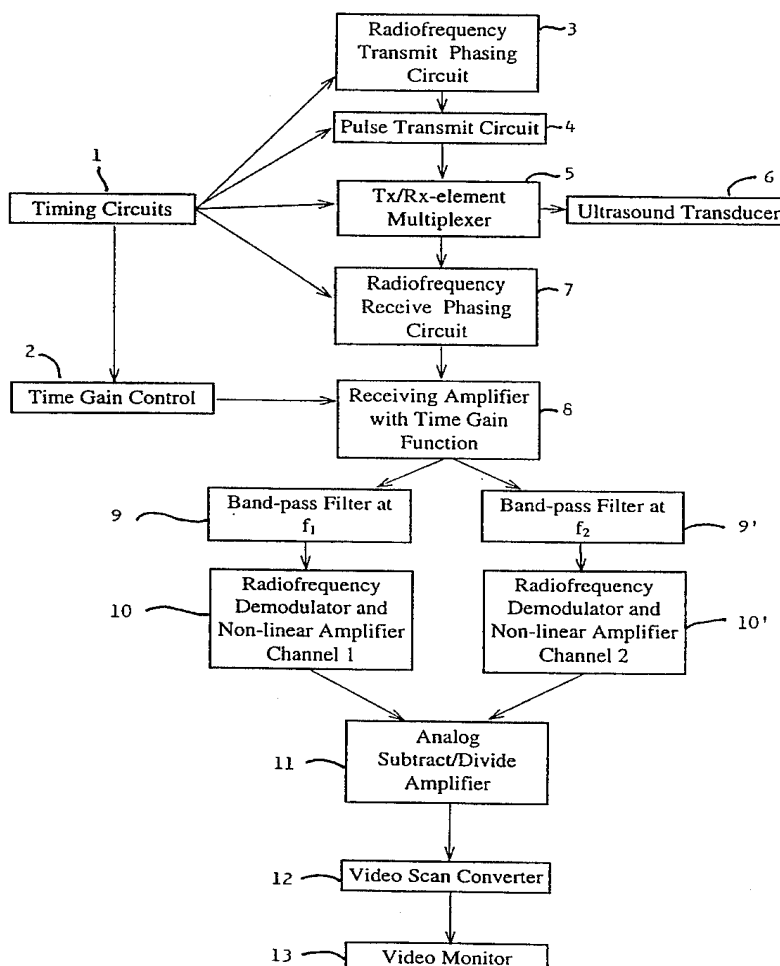 Radiofrequency
Transmit Phasing
Circuit
3
Pulse Transmit Circuit
4
1
Timing Circuits
5
Tx/Rx-element
Multiplexer
6
Ultrasound Transducer
Radiofrequency
Receive Phasing
Circuit
7
2
Time Gain Control
Receiving Amplifier
with Time Gain
Function
8
9
Band-pass Filter at
f₁
Band-pass Filter at
f₂
9'
10
Radiofrequency
Demodulator and
Non-linear Amplifier
Channel 1
Radiofrequency
Demodulator and
Non-linear Amplifier
Channel 2
10'
11
Analog
Subtract/Divide
Amplifier
12
Video Scan Converter
13
Video Monitor